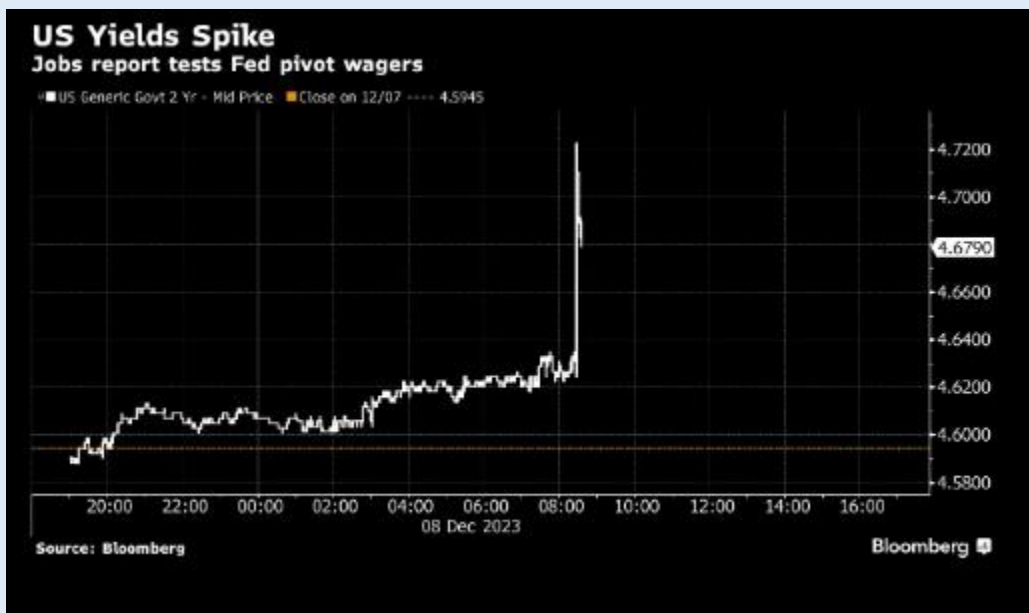 US Yields Spike
Jobs report tests Fed pivot wagers
US Generic Govt 2 Yr - Mid Price Close on 12/07 ---- 4.5945
4.7200
4.7000
4.6790
4.6600
4.6400
4.6200
4.6000
4.5800
20:00 22:00 00:00 02:00 04:00 06:00 08:00 10:00 12:00 14:00 16:00
08 Dec 2023
Source: Bloomberg
Bloomberg